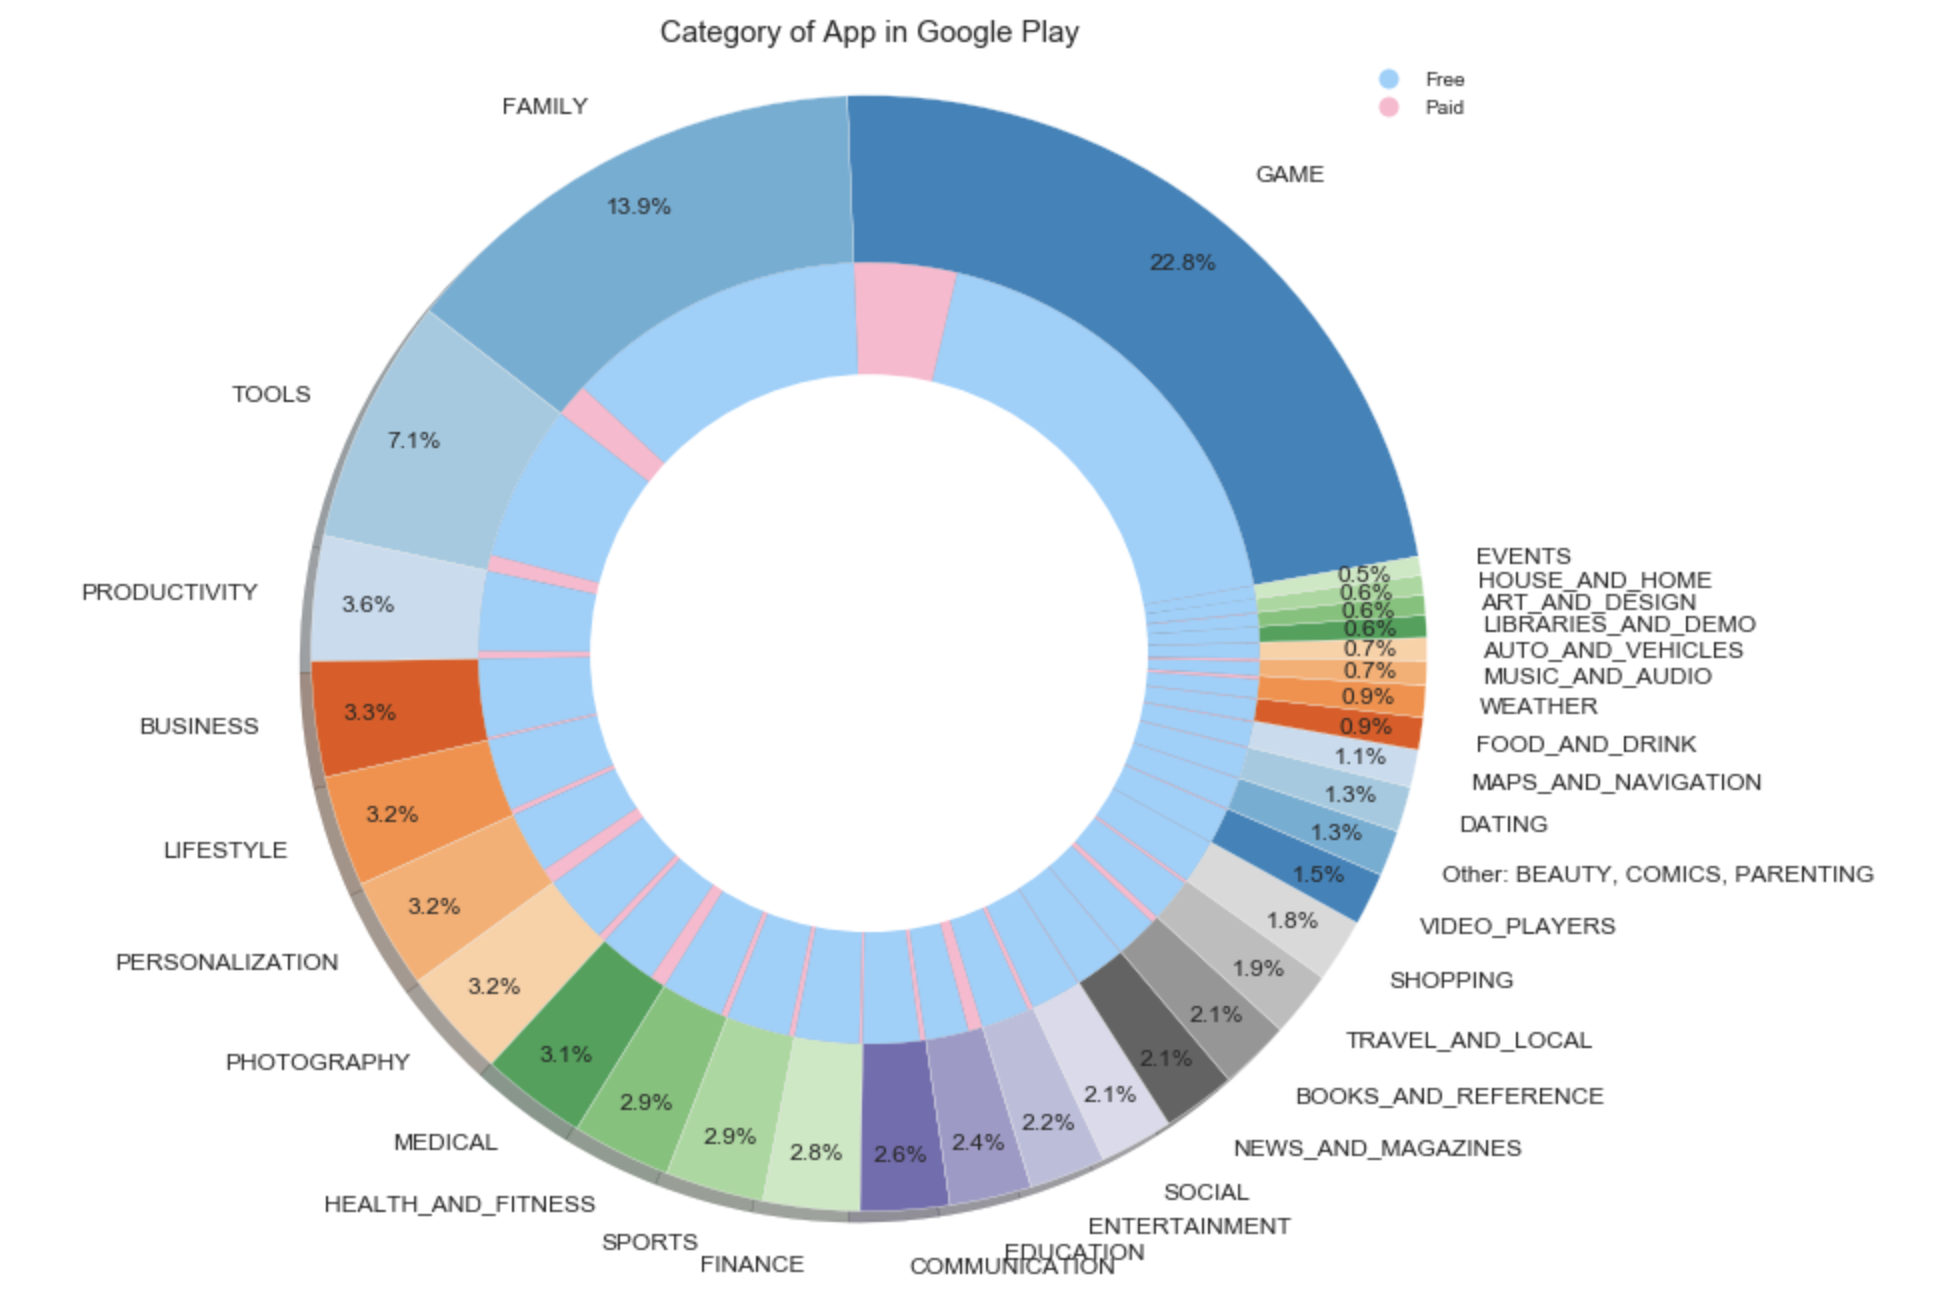 Category of App in Google Play
Free
Paid
FAMILY
GAME
13.9%
22.8%
TOOLS
7.1%
PRODUCTIVITY
3.6%
BUSINESS
3.3%
LIFESTYLE
3.2%
PERSONALIZATION
3.2%
PHOTOGRAPHY
3.2%
MEDICAL
3.1%
HEALTH_AND_FITNESS
2.9%
SPORTS
2.9%
FINANCE
2.8%
COMMUNICATION
2.6%
EDUCATION
2.4%
ENTERTAINMENT
2.2%
SOCIAL
2.1%
NEWS_AND_MAGAZINES
2.1%
BOOKS_AND_REFERENCE
2.1%
TRAVEL_AND_LOCAL
1.9%
SHOPPING
1.8%
VIDEO_PLAYERS
1.5%
Other: BEAUTY, COMICS, PARENTING
1.3%
DATING
1.3%
MAPS_AND_NAVIGATION
1.1%
FOOD_AND_DRINK
0.9%
WEATHER
0.9%
MUSIC_AND_AUDIO
0.7%
AUTO_AND_VEHICLES
0.7%
LIBRARIES_AND_DEMO
0.6%
ART_AND_DESIGN
0.6%
HOUSE_AND_HOME
0.6%
EVENTS
0.5%